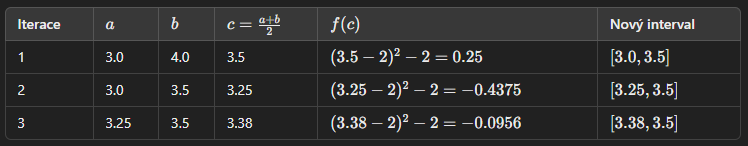 Iterace a b c = \frac{a+b}{2} f(c) Nový interval
1 3.0 4.0 3.5 (3.5 − 2)² − 2 = 0.25 [3.0, 3.5]
2 3.0 3.5 3.25 (3.25 − 2)² − 2 = −0.4375 [3.25, 3.5]
3 3.25 3.5 3.38 (3.38 − 2)² − 2 = −0.0956 [3.38, 3.5]